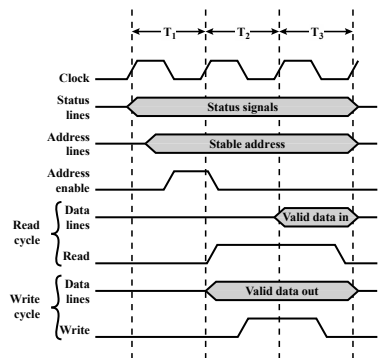 T1
T2
T3
Clock
Status
lines
Status signals
Address
lines
Stable address
Address
enable
Read
cycle
Data
lines
Valid data in
Read
Write
cycle
Data
lines
Valid data out
Write